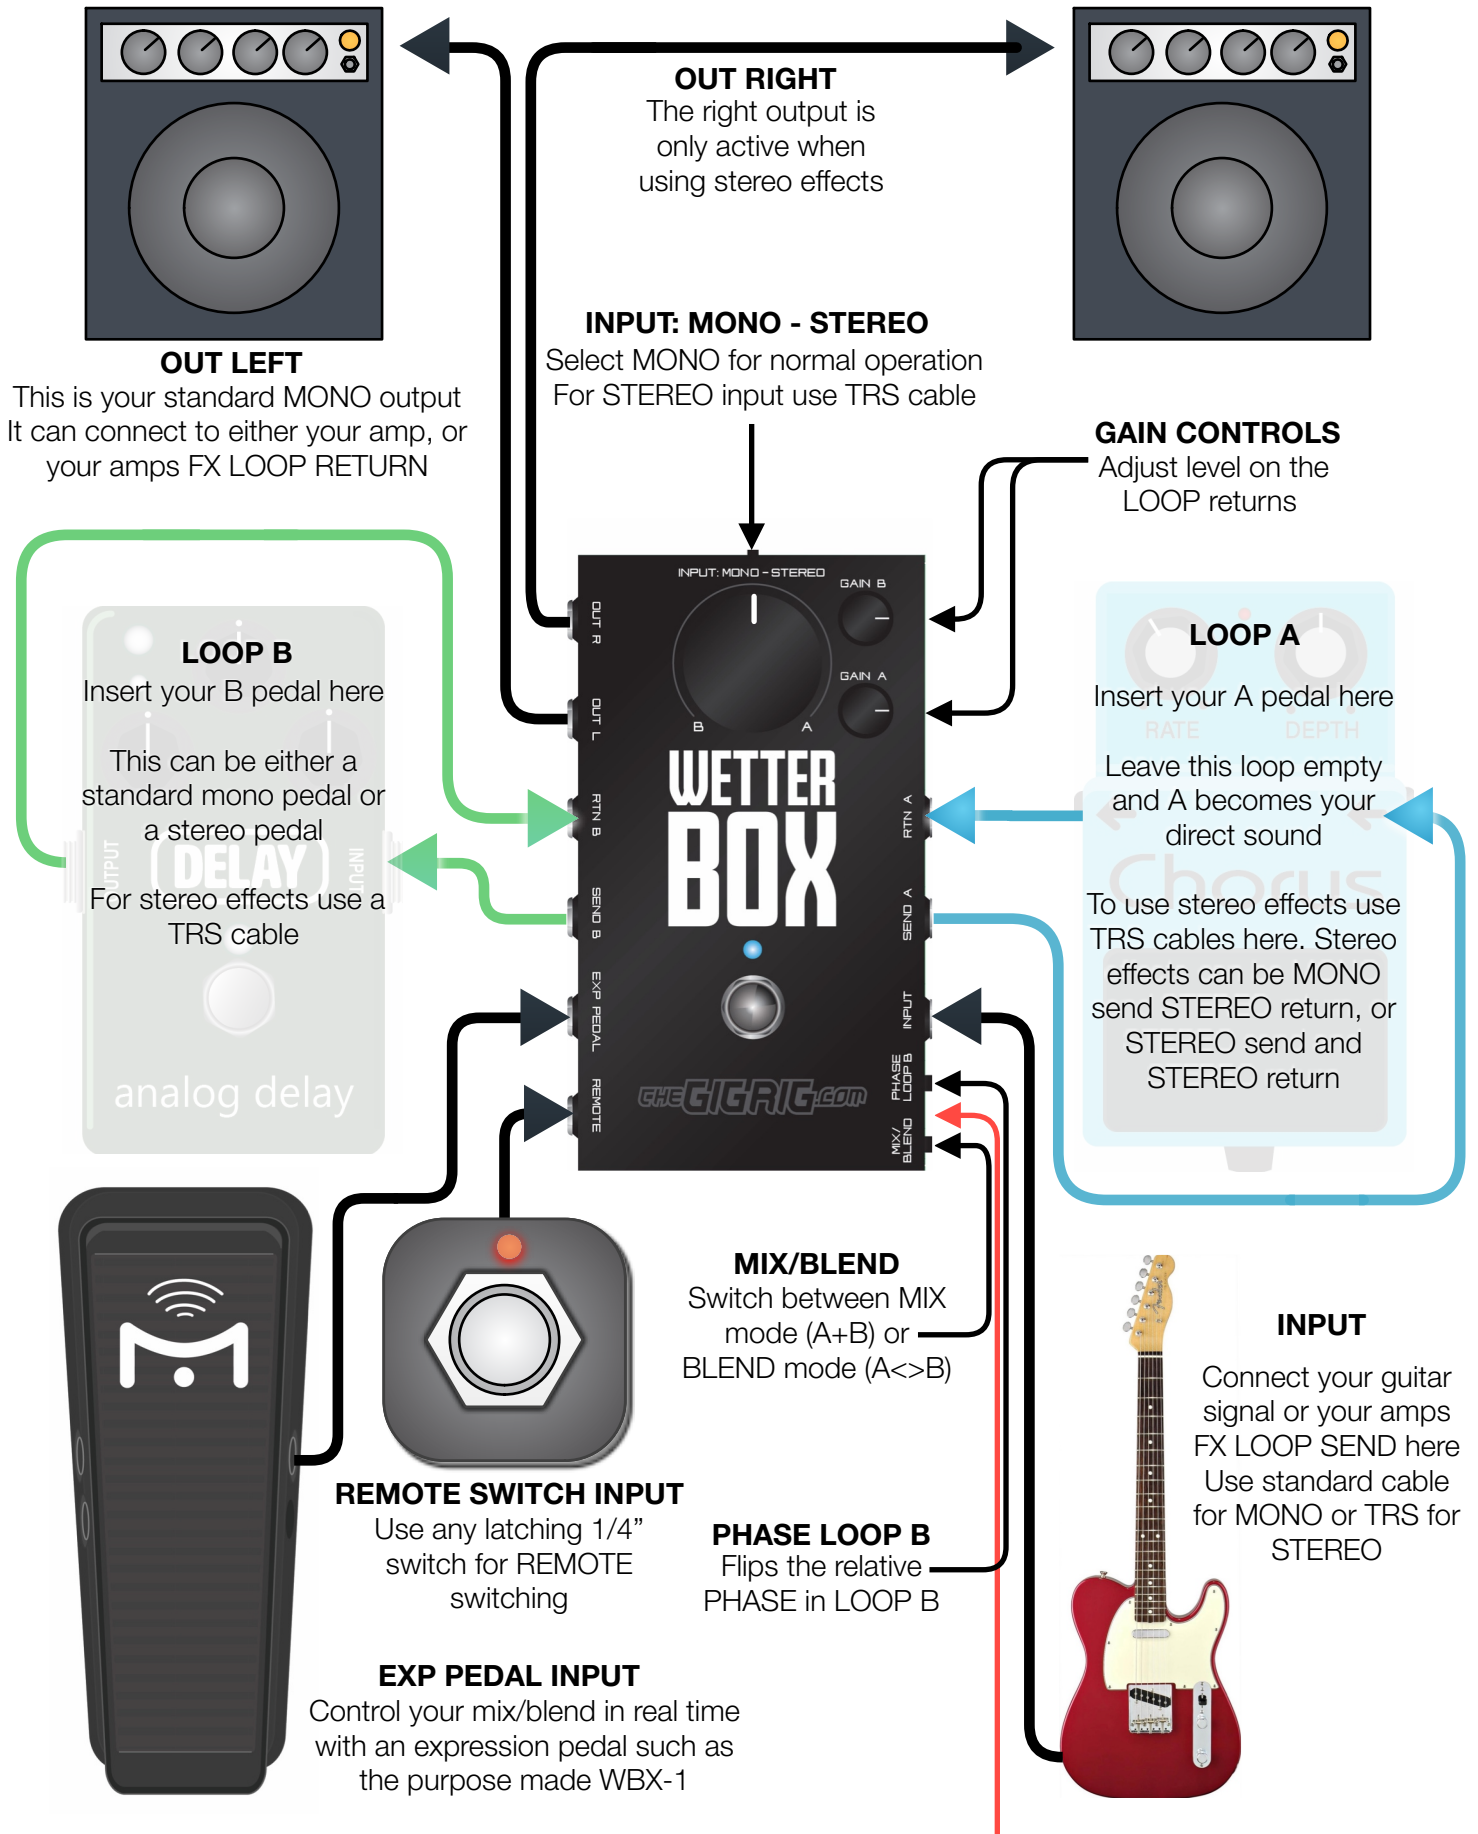 OUT RIGHT
The right output is
only active when
using stereo effects
INPUT: MONO - STEREO
Select MONO for normal operation
For STEREO input use TRS cable
OUT LEFT
This is your standard MONO output
It can connect to either your amp, or
your amps FX LOOP RETURN
GAIN CONTROLS
Adjust level on the
LOOP returns
LOOP B
Insert your B pedal here
This can be either a
standard mono pedal or
a stereo pedal
For stereo effects use a
TRS cable
OUTPUT
DELAY
INPUT
analog delay
INPUT: MONO - STEREO
GAIN B
GAIN A
B
A
OUT R
OUT L
RTN B
SEND B
EXP PEDAL
REMOTE
RTN A
SEND A
INPUT
PHASE
LOOP B
MIX/
BLEND
WETTER
BOX
THEGIGRIG.COM
LOOP A
Insert your A pedal here
RATE
DEPTH
Leave this loop empty
and A becomes your
direct sound
Chorus
To use stereo effects use
TRS cables here. Stereo
effects can be MONO
send STEREO return, or
STEREO send and
STEREO return
MIX/BLEND
Switch between MIX
mode (A+B) or
BLEND mode (A<>B)
INPUT
Connect your guitar
signal or your amps
FX LOOP SEND here
Use standard cable
for MONO or TRS for
STEREO
REMOTE SWITCH INPUT
Use any latching 1/4”
switch for REMOTE
switching
PHASE LOOP B
Flips the relative
PHASE in LOOP B
EXP PEDAL INPUT
Control your mix/blend in real time
with an expression pedal such as
the purpose made WBX-1